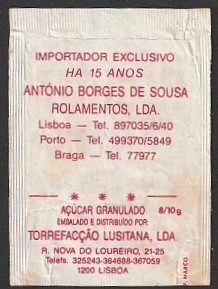 IMPORTADOR EXCLUSIVO
HÁ 15 ANOS
ANTÓNIO BORGES DE SOUSA
ROLAMENTOS, LDA.
Lisboa — Tel. 897035/6/40
Porto — Tel. 499370/5849
Braga — Tel. 77977
AÇÚCAR GRANULADO 8/10g
EMBALADO E DISTRIBUÍDO POR:
TORREFACÇÃO LUSITANA, LDA.
R. NOVA DO LOUREIRO, 21-25
Telefs. 325243-364688-367059
1200 LISBOA
F. MARCO